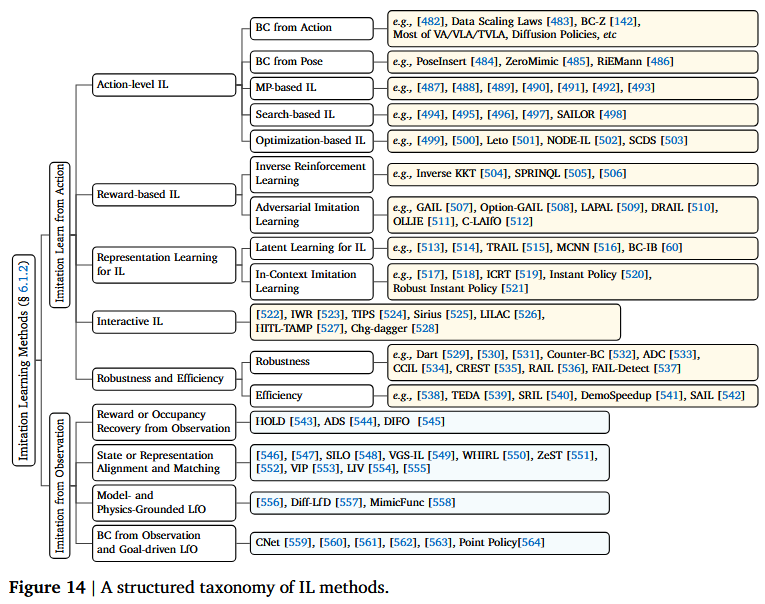 Imitation Learning Methods (§ 6.1.2)
Imitation Learn from Action
Action-level IL
BC from Action
e.g., [482], Data Scaling Laws [483], BC-Z [142],
Most of VA/VLA/TVLA, Diffusion Policies, etc
BC from Pose
e.g., PoseInsert [484], ZeroMimic [485], RiEMann [486]
MP-based IL
e.g., [487], [488], [489], [490], [491], [492], [493]
Search-based IL
e.g., [494], [495], [496], [497], SAILOR [498]
Optimization-based IL
e.g., [499], [500], Leto [501], NODE-IL [502], SCDS [503]
Reward-based IL
Inverse Reinforcement
Learning
e.g., Inverse KKT [504], SPRINQL [505], [506]
Adversarial Imitation
Learning
e.g., GAIL [507], Option-GAIL [508], LAPAL [509], DRAIL [510],
OLLIE [511], C-LAIfO [512]
Representation Learning
for IL
Latent Learning for IL
e.g., [513], [514], TRAIL [515], MCNN [516], BC-IB [60]
In-Context Imitation
Learning
e.g., [517], [518], ICRT [519], Instant Policy [520],
Robust Instant Policy [521]
Interactive IL
[522], IWR [523], TIPS [524], Sirius [525], LILAC [526],
HITL-TAMP [527], Chg-dagger [528]
Robustness and Efficiency
Robustness
e.g., Dart [529], [530], [531], Counter-BC [532], ADC [533],
CCIL [534], CREST [535], RAIL [536], FAIL-Detect [537]
Efficiency
e.g., [538], TEDA [539], SRIL [540], DemoSpeedup [541], SAIL [542]
Imitation from Observation
Reward or Occupancy
Recovery from Observation
HOLD [543], ADS [544], DIFO [545]
State or Representation
Alignment and Matching
[546], [547], SILO [548], VGS-IL [549], WHIRL [550], ZeST [551],
[552], VIP [553], LIV [554], [555]
Model- and
Physics-Grounded LfO
[556], Diff-LfD [557], MimicFunc [558]
BC from Observation
and Goal-driven LfO
CNet [559], [560], [561], [562], [563], Point Policy[564]
Figure 14 | A structured taxonomy of IL methods.